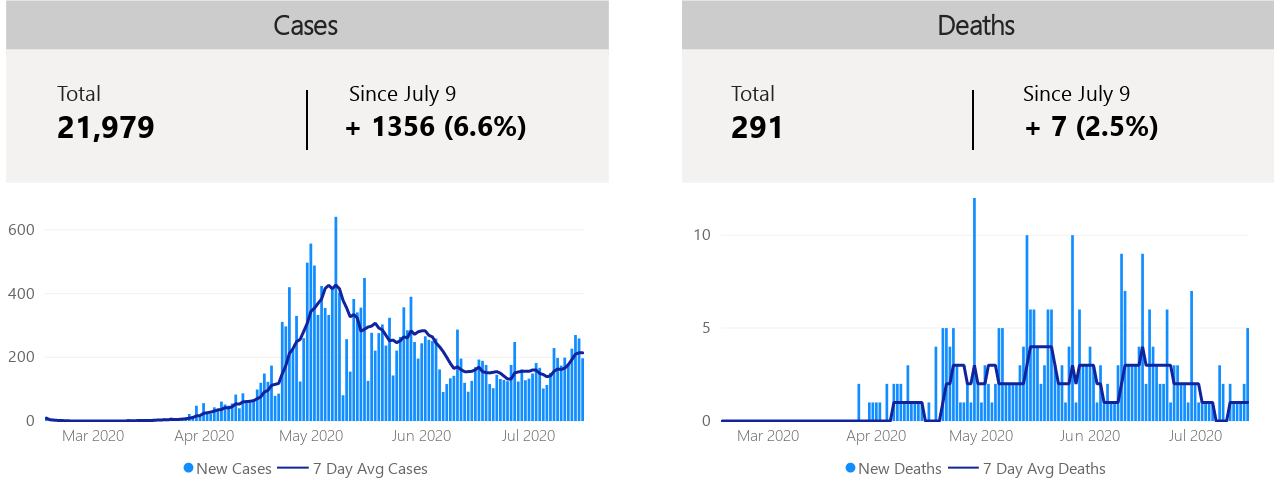 Cases
Total
Since July 9
21,979
+ 1356 (6.6%)
600
400
200
0
Mar 2020 Apr 2020 May 2020 Jun 2020 Jul 2020
New Cases 7 Day Avg Cases
Deaths
Total
Since July 9
291
+ 7 (2.5%)
10
5
0
Mar 2020 Apr 2020 May 2020 Jun 2020 Jul 2020
New Deaths 7 Day Avg Deaths